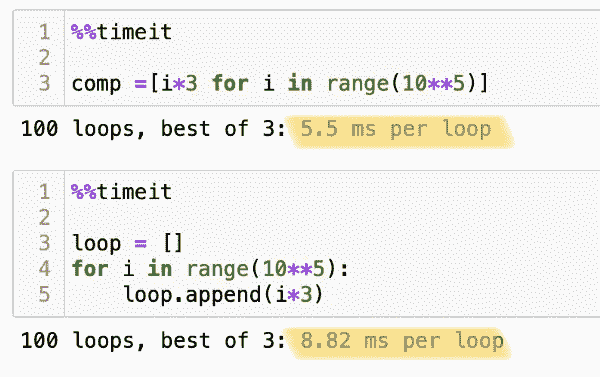 1 %%timeit
2
3 comp =[i*3 for i in range(10**5)]
100 loops, best of 3: 5.5 ms per loop
1 %%timeit
2
3 loop = []
4 for i in range(10**5):
5     loop.append(i*3)
100 loops, best of 3: 8.82 ms per loop